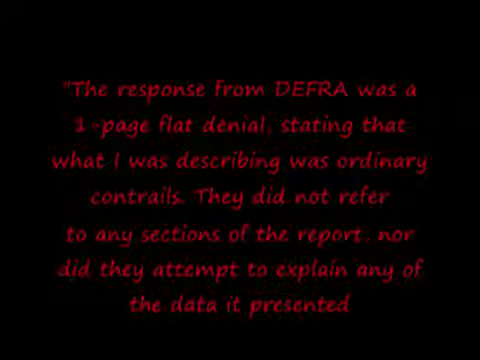 "The response from DEFRA was a
1-page flat denial, stating that
what I was describing was ordinary
contrails. They did not refer
to any sections of the report, nor
did they attempt to explain any of
the data it presented